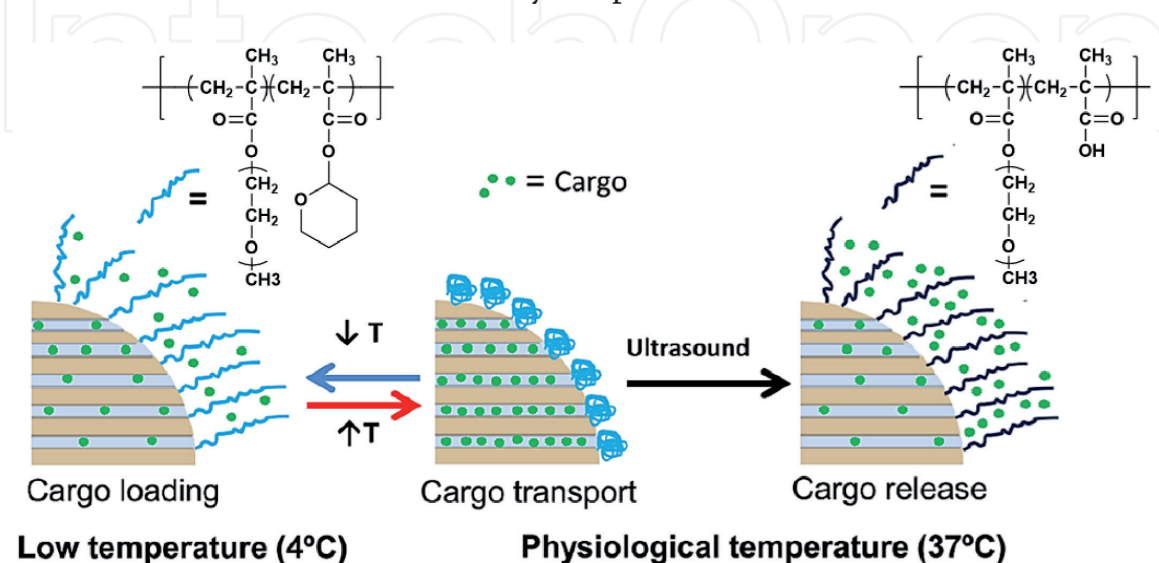 CH₃ CH₃ CH₃ CH₃
(CH₂-C)(CH₂-C) (CH₂-C)(CH₂-C)
O=C C=O O=C C=O
O O O OH
CH₂ CH₂
= O = Cargo =
CH₂ CH₂
O O
CH3 CH3
↓ T
Ultrasound
↑T
Cargo loading
Cargo transport
Cargo release
Low temperature (4ºC)
Physiological temperature (37ºC)